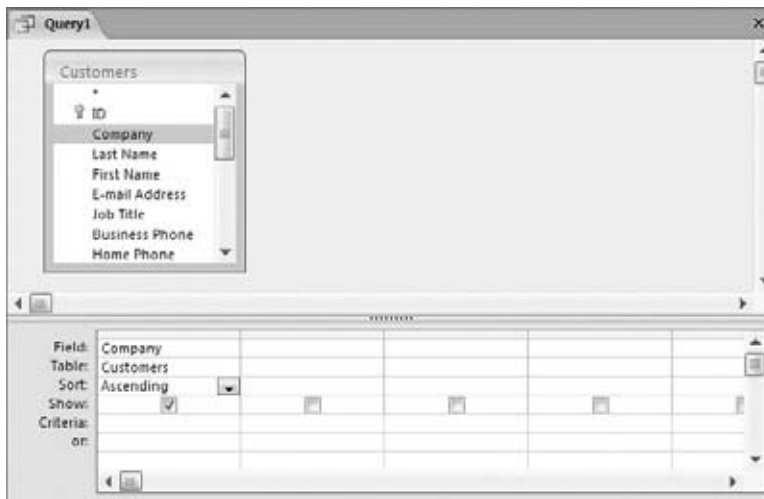 Query1
Customers
*
ID
Company
Last Name
First Name
E-mail Address
Job Title
Business Phone
Home Phone
Field: Company
Table: Customers
Sort: Ascending
Show:
Criteria:
or: